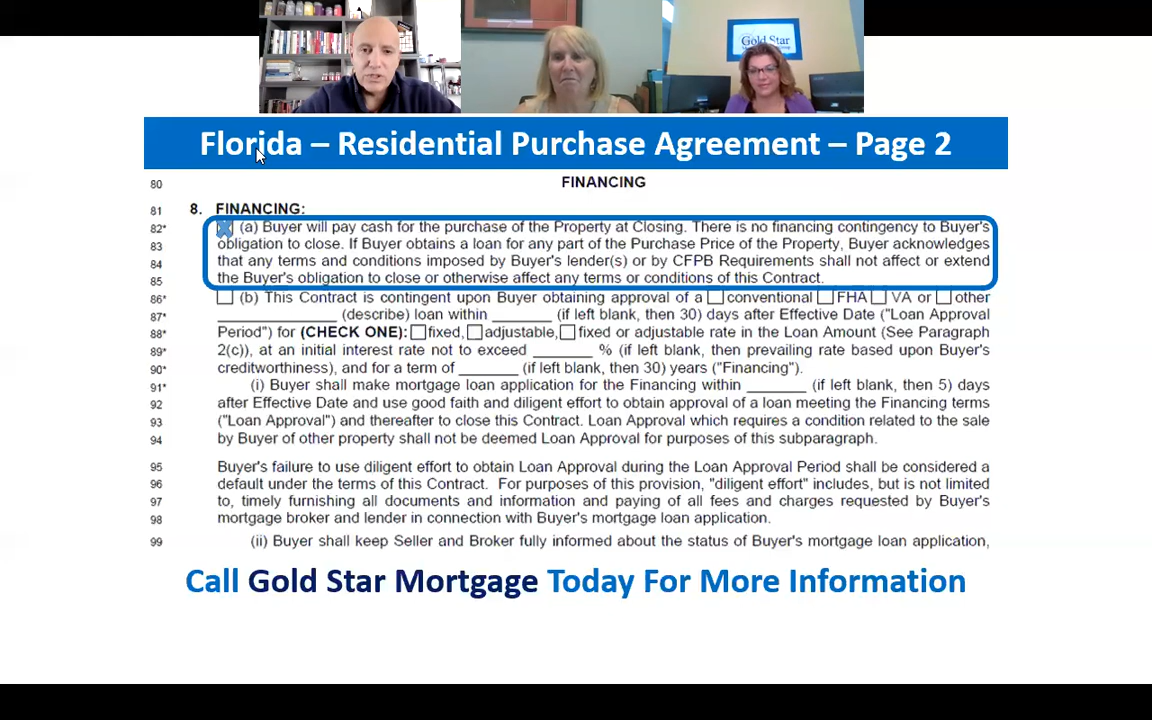 Gold Star
Florida – Residential Purchase Agreement – Page 2
80 FINANCING
81 8. FINANCING:
82* (a) Buyer will pay cash for the purchase of the Property at Closing. There is no financing contingency to Buyer's
83 obligation to close. If Buyer obtains a loan for any part of the Purchase Price of the Property, Buyer acknowledges
84 that any terms and conditions imposed by Buyer's lender(s) or by CFPB Requirements shall not affect or extend
85 the Buyer's obligation to close or otherwise affect any terms or conditions of this Contract.
86* (b) This Contract is contingent upon Buyer obtaining approval of a conventional FHA VA or other
87* ________________ (describe) loan within _______ (if left blank, then 30) days after Effective Date ("Loan Approval
88* Period") for (CHECK ONE): fixed, adjustable, fixed or adjustable rate in the Loan Amount (See Paragraph
89* 2(c)), at an initial interest rate not to exceed _______ % (if left blank, then prevailing rate based upon Buyer's
90* creditworthiness), and for a term of _______ (if left blank, then 30) years ("Financing").
91* (i) Buyer shall make mortgage loan application for the Financing within _______ (if left blank, then 5) days
92 after Effective Date and use good faith and diligent effort to obtain approval of a loan meeting the Financing terms
93 ("Loan Approval") and thereafter to close this Contract. Loan Approval which requires a condition related to the sale
94 by Buyer of other property shall not be deemed Loan Approval for purposes of this subparagraph.
95 Buyer's failure to use diligent effort to obtain Loan Approval during the Loan Approval Period shall be considered a
96 default under the terms of this Contract. For purposes of this provision, "diligent effort" includes, but is not limited
97 to, timely furnishing all documents and information and paying of all fees and charges requested by Buyer's
98 mortgage broker and lender in connection with Buyer's mortgage loan application.
99 (ii) Buyer shall keep Seller and Broker fully informed about the status of Buyer's mortgage loan application,
Call Gold Star Mortgage Today For More Information